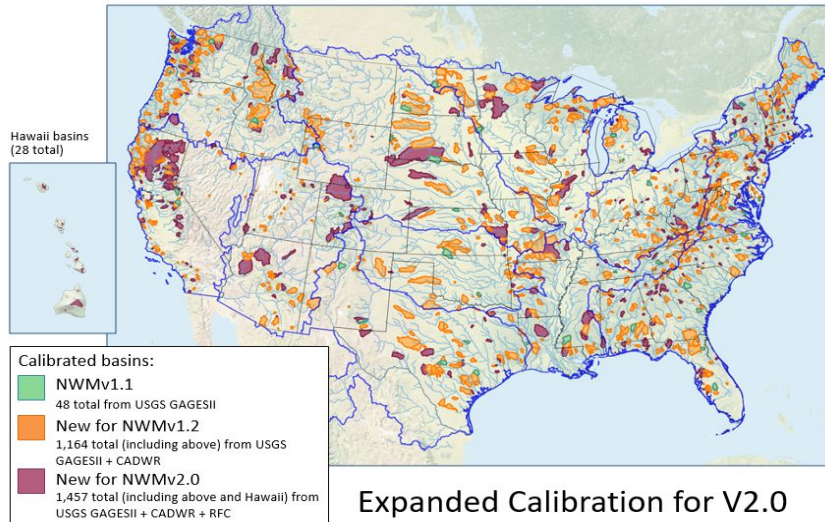 Hawaii basins
(28 total)
Calibrated basins:
NWMv1.1
48 total from USGS GAGESII
New for NWMv1.2
1,164 total (including above) from USGS
GAGESII + CADWR
New for NWMv2.0
1,457 total (including above and Hawaii) from
USGS GAGESII + CADWR + RFC
Expanded Calibration for V2.0